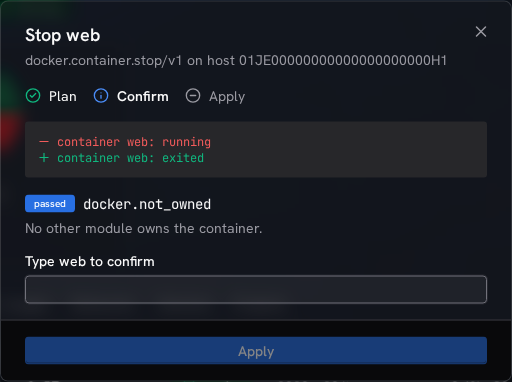 Stop web
docker.container.stop/v1 on host 01JE0000000000000000000H1
Plan Confirm Apply
— container web: running
+ container web: exited
passed docker.not_owned
No other module owns the container.
Type web to confirm
Apply